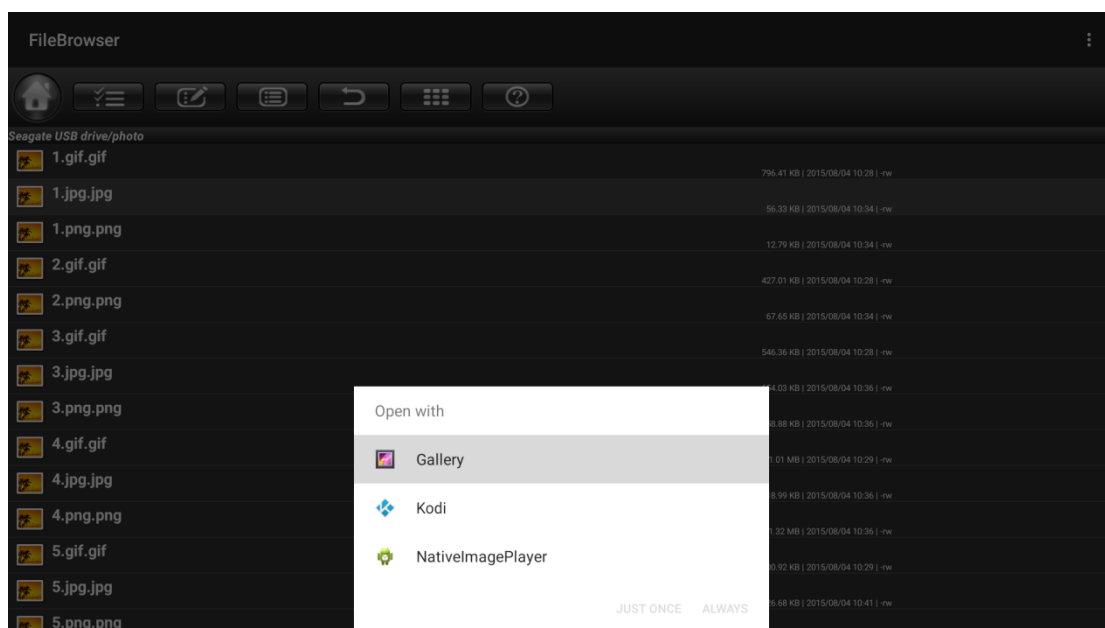 FileBrowser
Seagate USB drive/photo
1.gif.gif
796.41 KB | 2015/08/04 10:28 | -rw
1.jpg.jpg
56.33 KB | 2015/08/04 10:34 | -rw
1.png.png
12.79 KB | 2015/08/04 10:34 | -rw
2.gif.gif
427.01 KB | 2015/08/04 10:28 | -rw
2.png.png
67.65 KB | 2015/08/04 10:34 | -rw
3.gif.gif
546.36 KB | 2015/08/04 10:28 | -rw
3.jpg.jpg
KB | 2015/08/04 10:36 | -rw
3.png.png
KB | 2015/08/04 10:36 | -rw
4.gif.gif
MB | 2015/08/04 10:29 | -rw
4.jpg.jpg
KB | 2015/08/04 10:36 | -rw
4.png.png
MB | 2015/08/04 10:36 | -rw
5.gif.gif
KB | 2015/08/04 10:29 | -rw
5.jpg.jpg
KB | 2015/08/04 10:41 | -rw
5.png.png
Open with
Gallery
Kodi
NativeImagePlayer
JUST ONCE ALWAYS